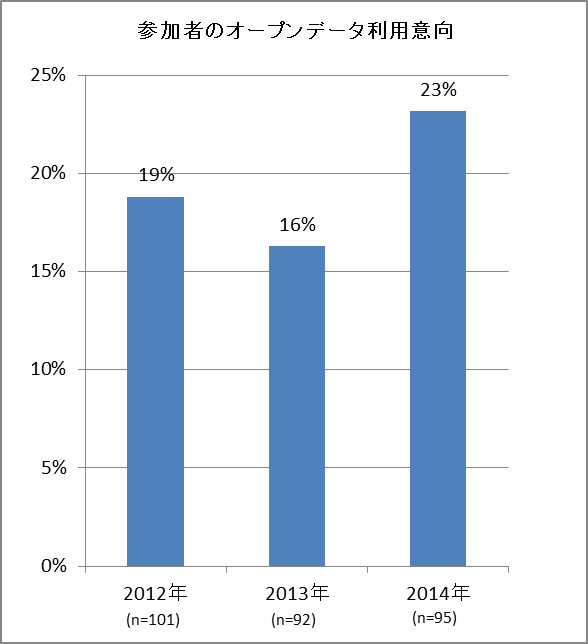 参加者のオープンデータ利用意向
25%
20%
15%
10%
5%
0%
19%
16%
23%
2012年
(n=101)
2013年
(n=92)
2014年
(n=95)